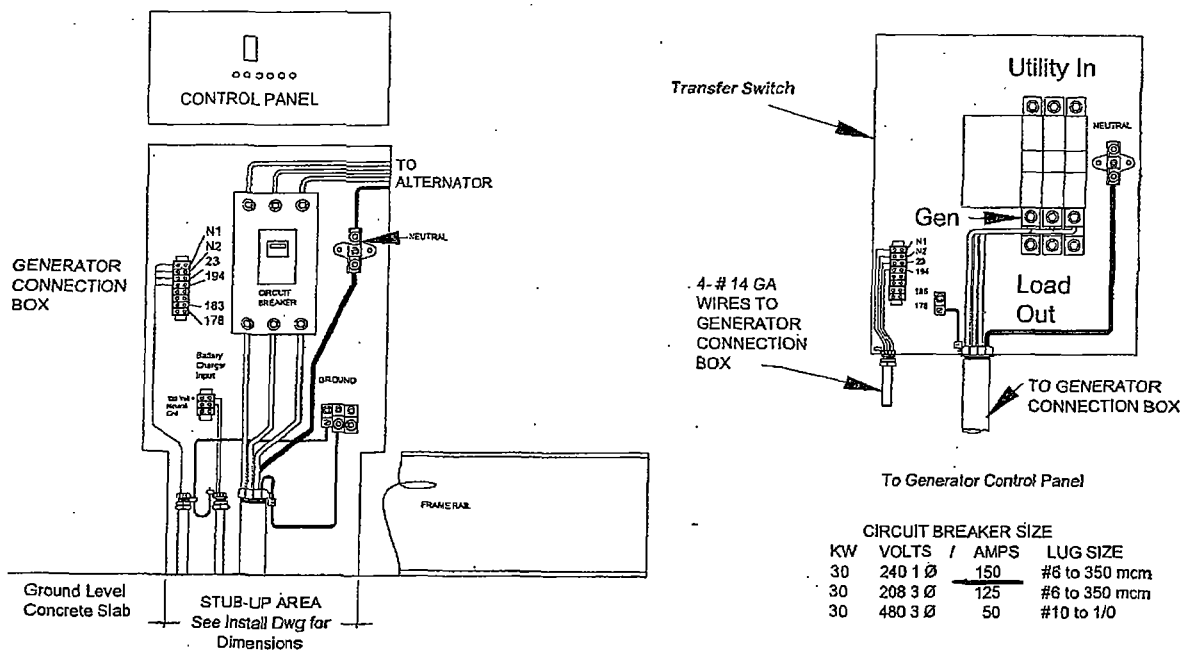 CONTROL PANEL
TO
ALTERNATOR
NEUTRAL
N1
N2
23
194
183
178
GENERATOR
CONNECTION
BOX
CIRCUIT
BREAKER
Battery
Charger
Input
120 Volt
Neutral
Gnd
GROUND
FRAME RAIL
Ground Level
Concrete Slab
STUB-UP AREA
See Install Dwg for
Dimensions
Transfer Switch
Utility In
NEUTRAL
Gen
N1
N2
23
194
178
Load
Out
4-#14 GA
WIRES TO
GENERATOR
CONNECTION
BOX
TO GENERATOR
CONNECTION BOX
To Generator Control Panel
CIRCUIT BREAKER SIZE
KW VOLTS / AMPS LUG SIZE
30 240 1 Ø 150 #6 to 350 mcm
30 208 3 Ø 125 #6 to 350 mcm
30 480 3 Ø 50 #10 to 1/0